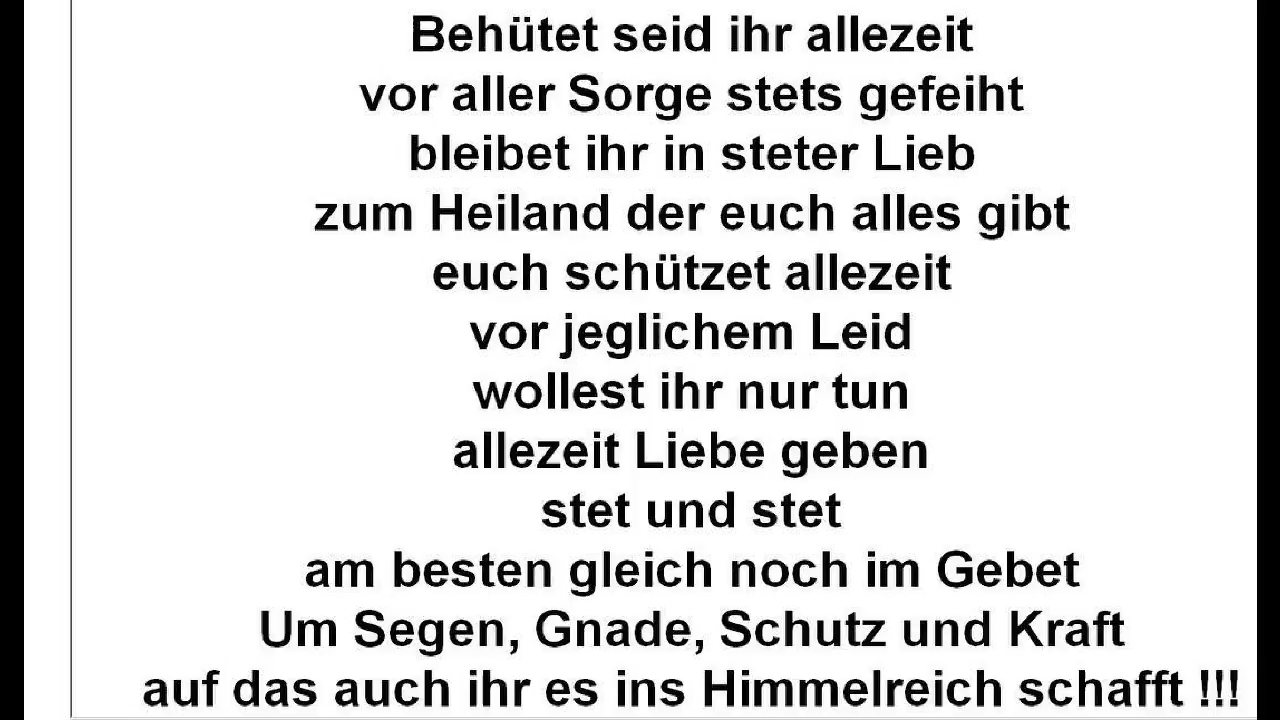 Behütet seid ihr allezeit
vor aller Sorge stets gefeiht
bleibet ihr in steter Lieb
zum Heiland der euch alles gibt
euch schützet allezeit
vor jeglichem Leid
wollest ihr nur tun
allezeit Liebe geben
stet und stet
am besten gleich noch im Gebet
Um Segen, Gnade, Schutz und Kraft
auf das auch ihr es ins Himmelreich schafft !!!